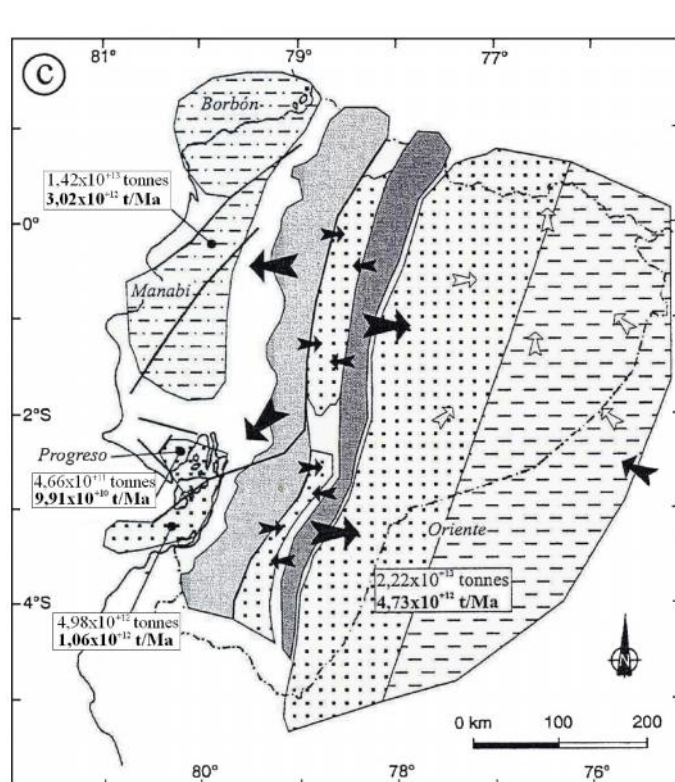 81°
79°
77°
C
Borbón
1,42x10⁺¹³ tonnes
3,02x10⁺¹² t/Ma
0°
Manabí
2°S
Progreso
4,66x10⁺¹¹ tonnes
9,91x10⁺¹⁰ t/Ma
Oriente
2,22x10⁺¹³ tonnes
4,73x10⁺¹² t/Ma
4°S
4,98x10⁺¹² tonnes
1,06x10⁺¹² t/Ma
N
0 km 100 200
80°
78°
76°